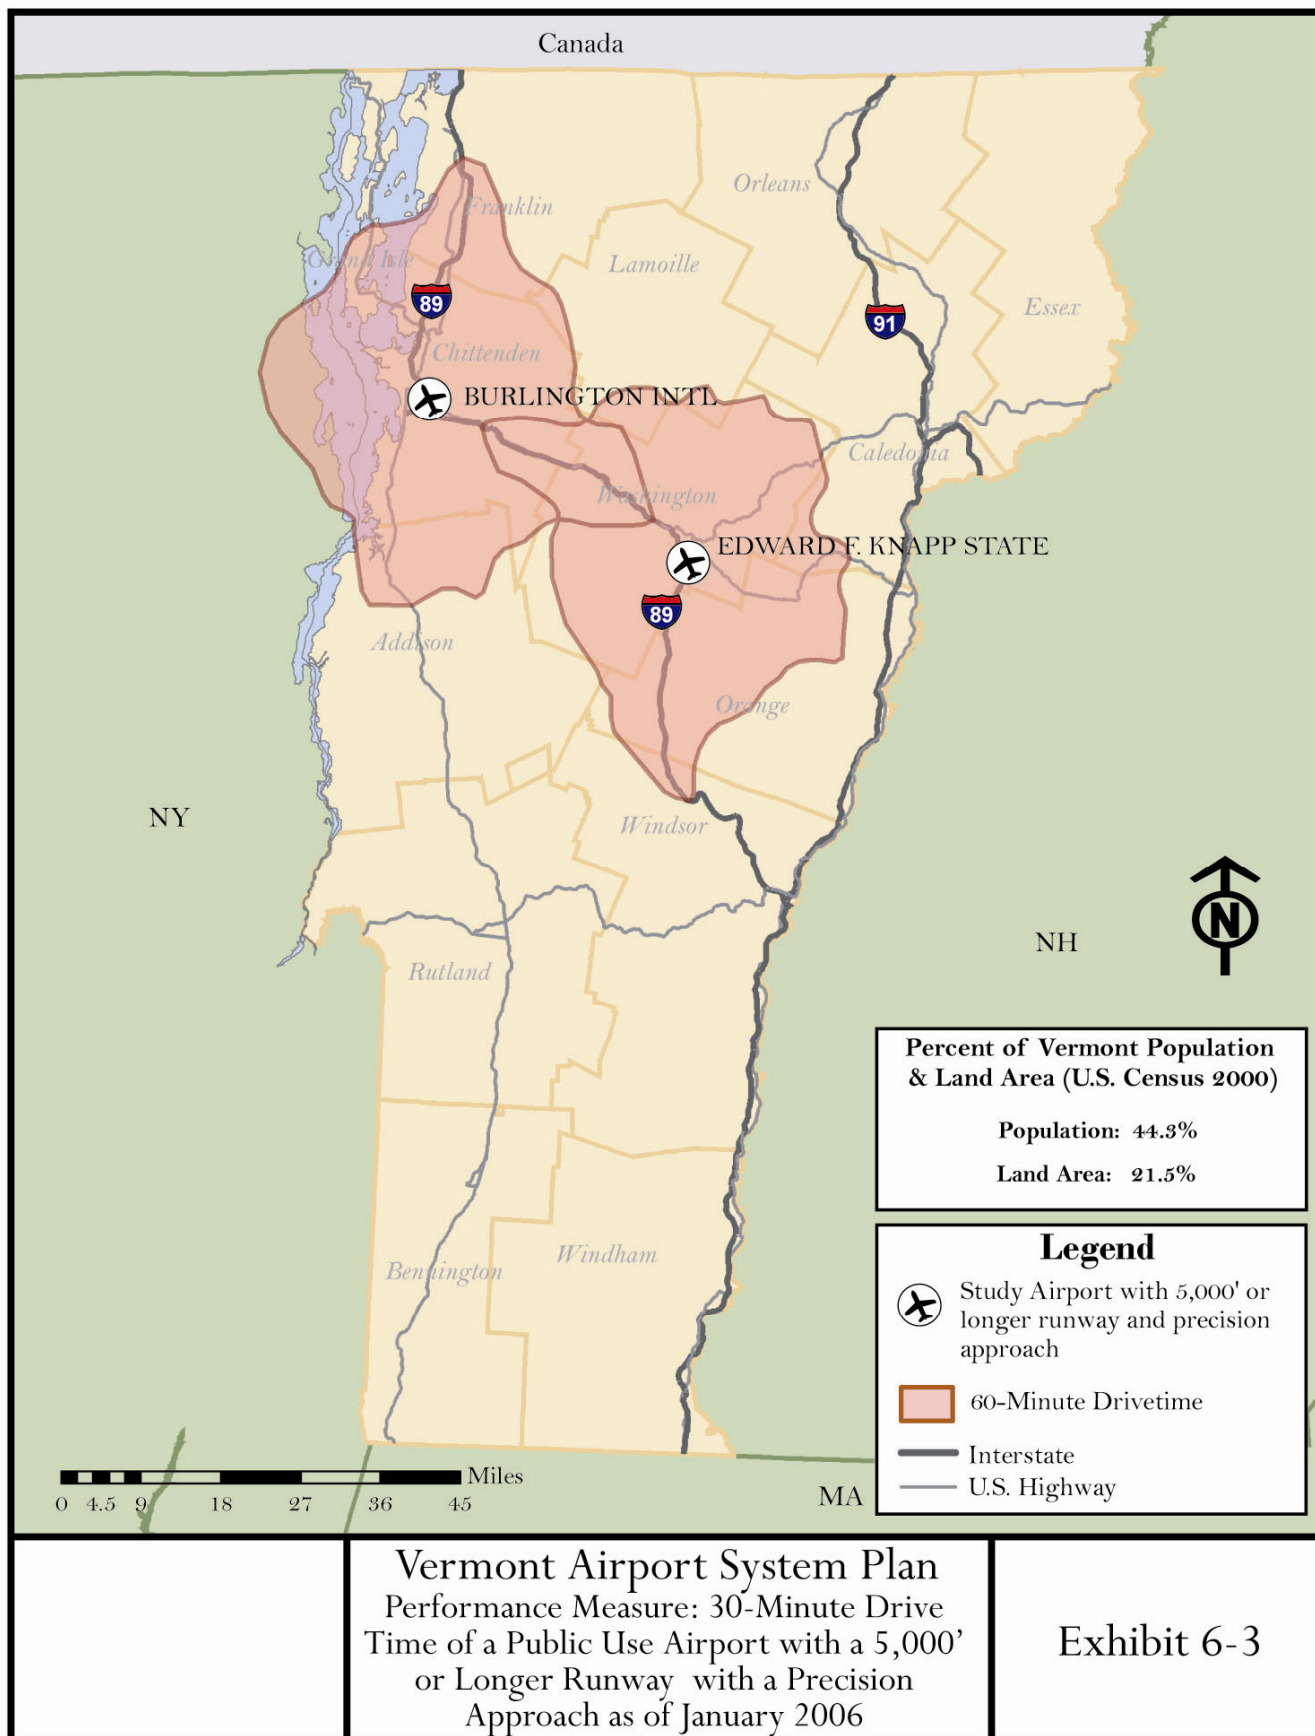 Canada
Orleans
Franklin
Grand Isle
Lamoille
Essex
89
91
Chittenden
BURLINGTON INTL
Caledonia
Washington
EDWARD F. KNAPP STATE
89
Addison
Orange
NY
Windsor
N
NH
Rutland
Percent of Vermont Population
& Land Area (U.S. Census 2000)
Population: 44.3%
Land Area: 21.5%
Windham
Bennington
Legend
Study Airport with 5,000' or
longer runway and precision
approach
60-Minute Drivetime
Interstate
U.S. Highway
Miles
0 4.5 9 18 27 36 45
MA
Vermont Airport System Plan
Performance Measure: 30-Minute Drive
Time of a Public Use Airport with a 5,000’
or Longer Runway with a Precision
Approach as of January 2006
Exhibit 6-3